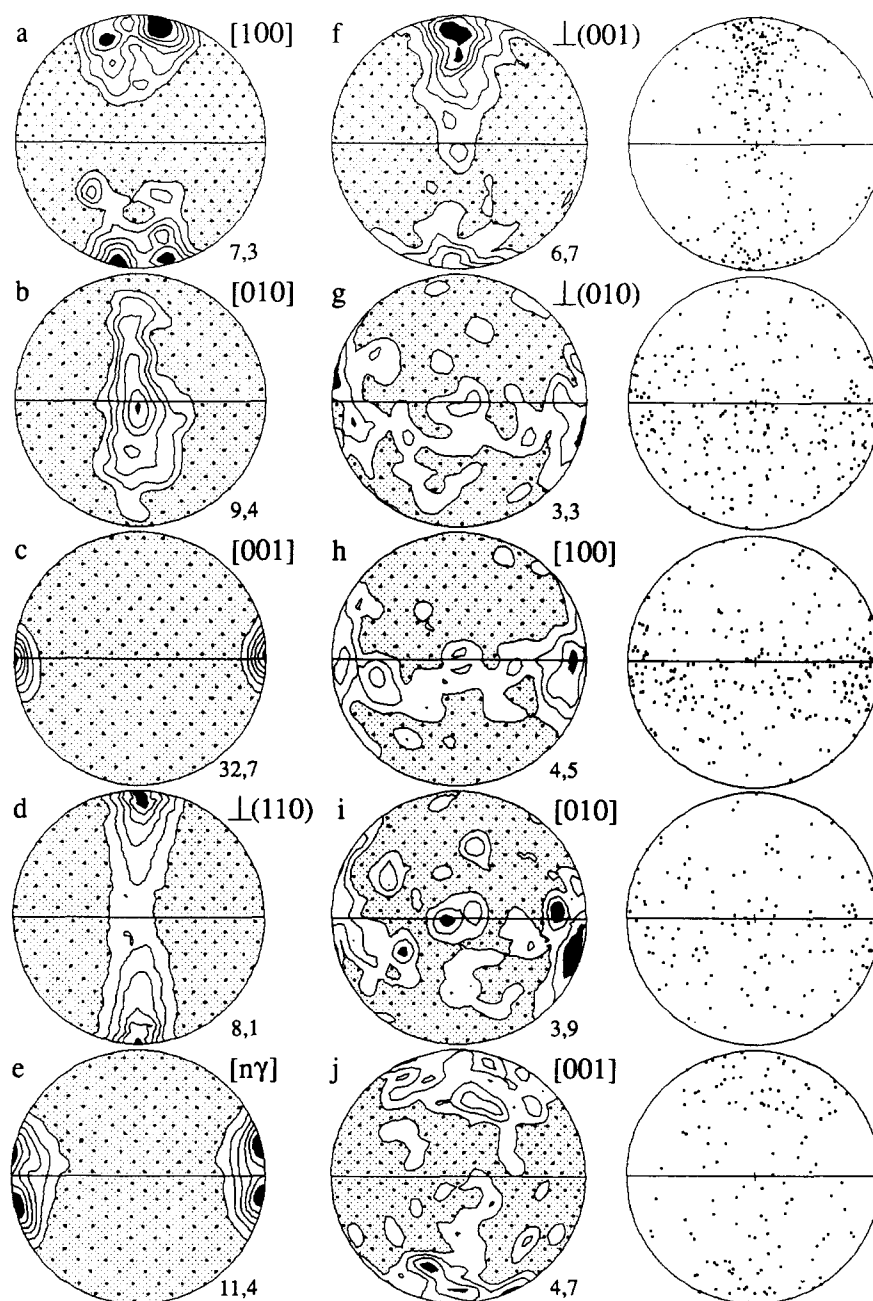 a [100] f ⊥(001)
7,3 6,7
b [010] g ⊥(010)
9,4 3,3
c [001] h [100]
32,7 4,5
d ⊥(110) i [010]
8,1 3,9
e [nγ] j [001]
11,4 4,7